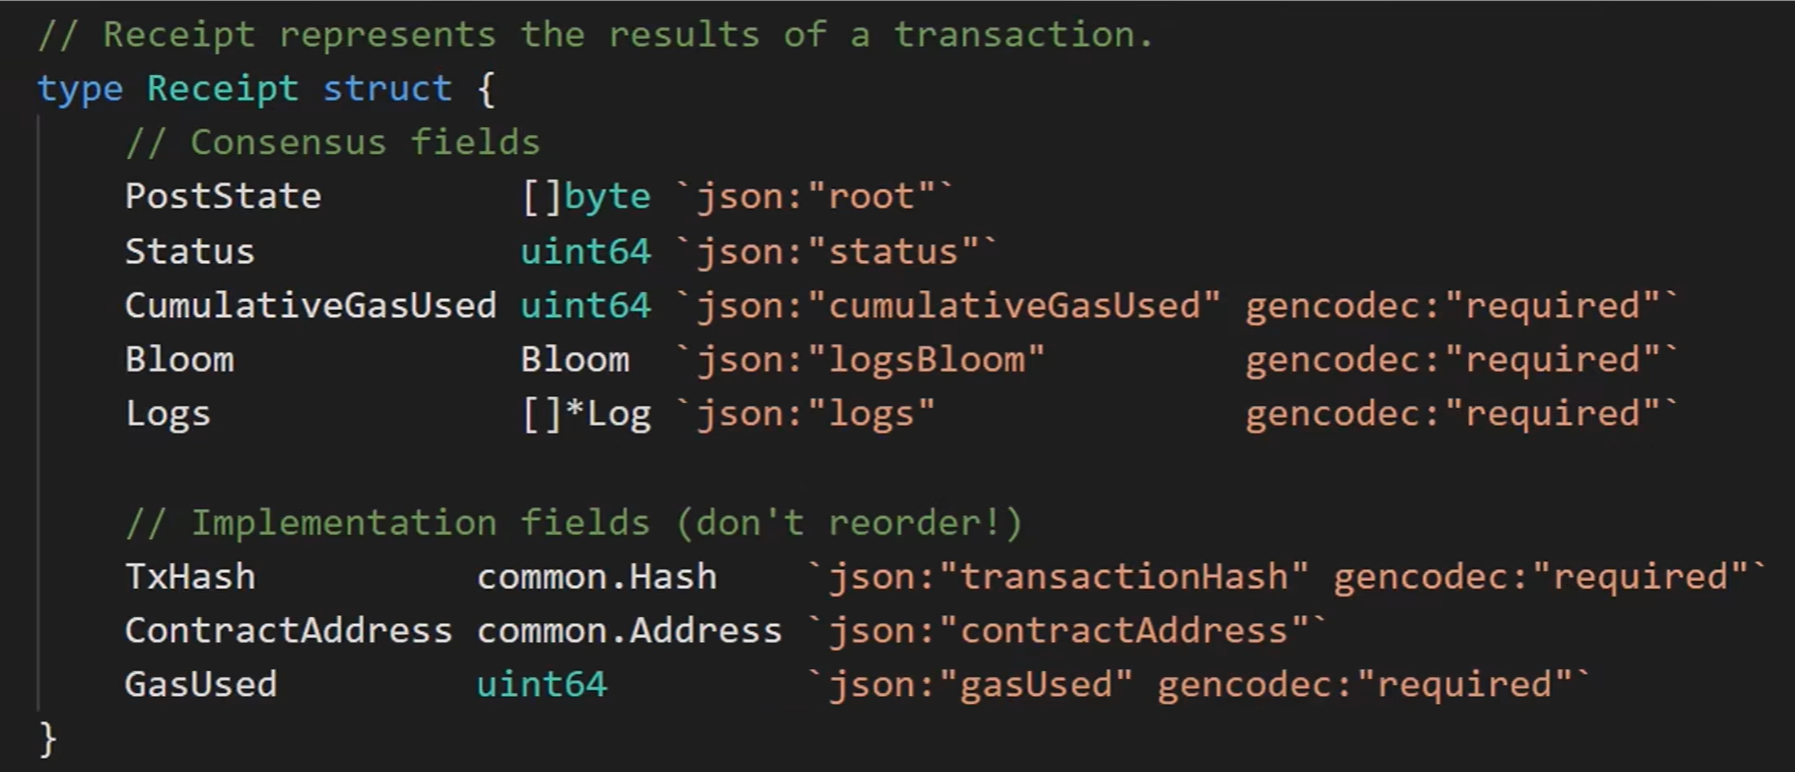 // Receipt represents the results of a transaction.
type Receipt struct {
    // Consensus fields
    PostState         []byte `json:"root"`
    Status            uint64 `json:"status"`
    CumulativeGasUsed uint64 `json:"cumulativeGasUsed" gencodec:"required"`
    Bloom             Bloom  `json:"logsBloom"         gencodec:"required"`
    Logs              []*Log `json:"logs"              gencodec:"required"`

    // Implementation fields (don't reorder!)
    TxHash          common.Hash    `json:"transactionHash" gencodec:"required"`
    ContractAddress common.Address `json:"contractAddress"`
    GasUsed         uint64         `json:"gasUsed" gencodec:"required"`
}